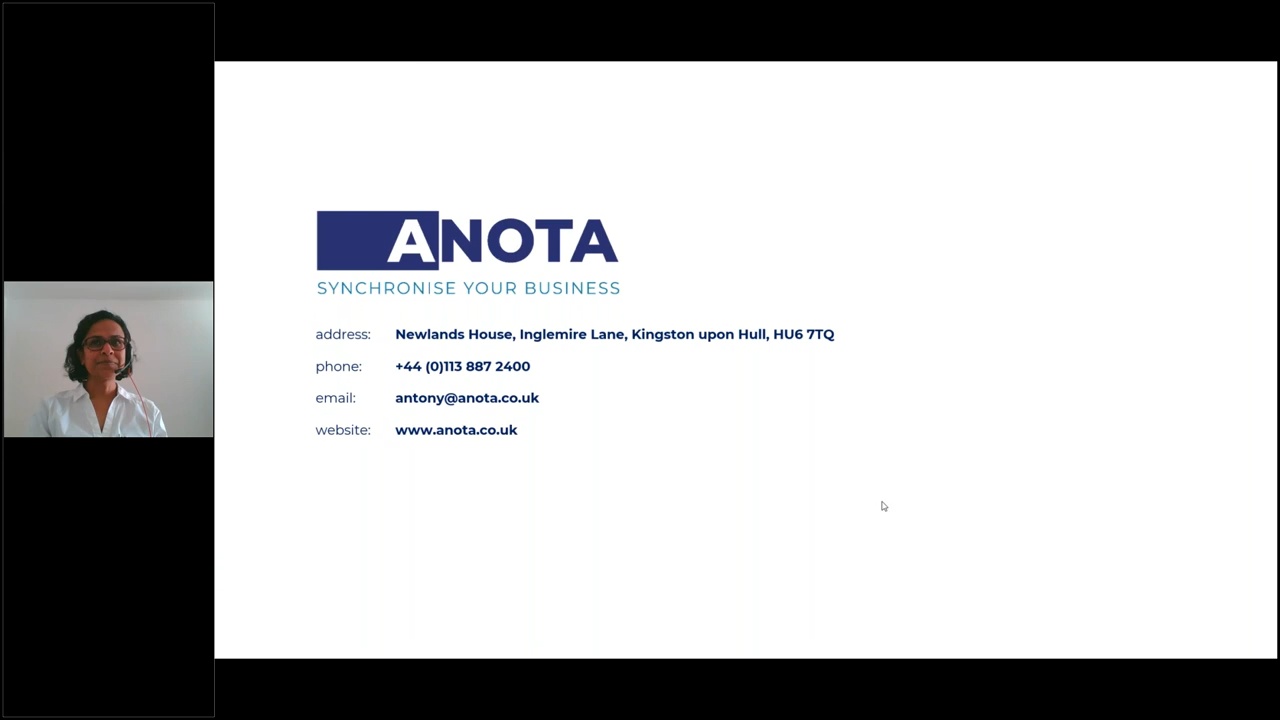 ANOTA
SYNCHRONISE YOUR BUSINESS
address: Newlands House, Inglemire Lane, Kingston upon Hull, HU6 7TQ
phone: +44 (0)113 887 2400
email: antony@anota.co.uk
website: www.anota.co.uk